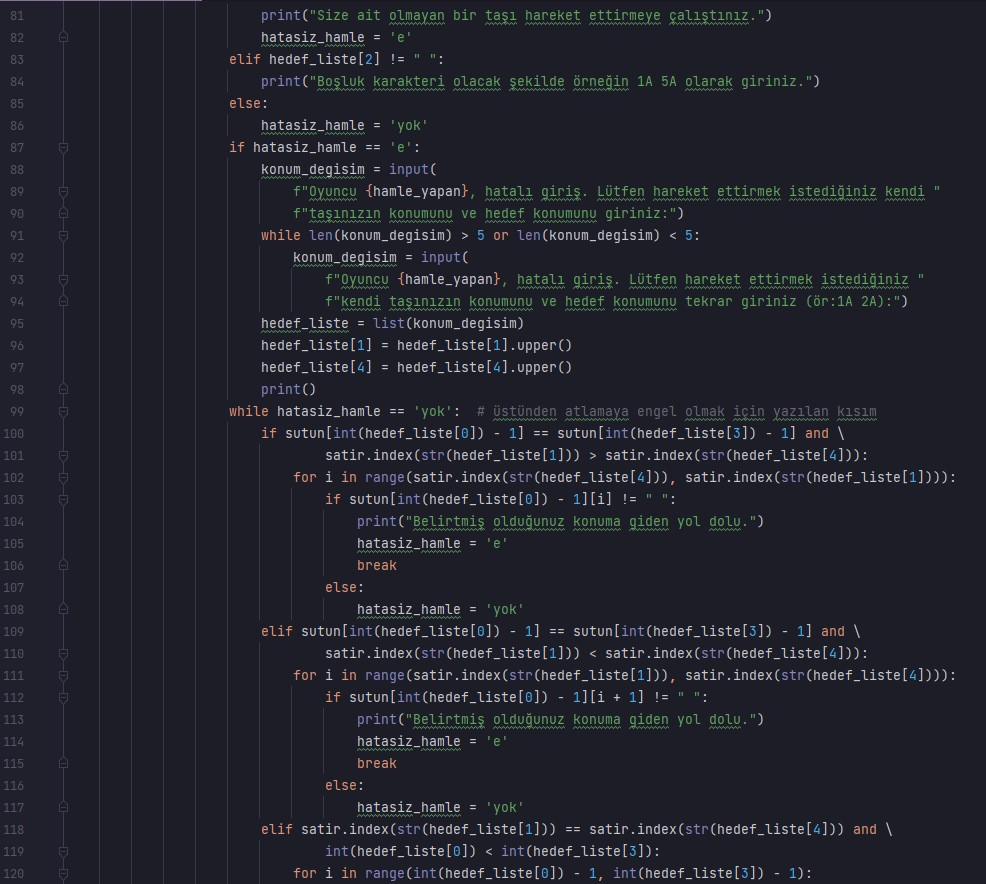 81 print("Size ait olmayan bir taşı hareket ettirmeye çalıştınız.")
82 hatasiz_hamle = 'e'
83 elif hedef_liste[2] != " ":
84 print("Boşluk karakteri olacak şekilde örneğin 1A 5A olarak giriniz.")
85 else:
86 hatasiz_hamle = 'yok'
87 if hatasiz_hamle == 'e':
88 konum_degisim = input(
89 f"Oyuncu {hamle_yapan}, hatalı giriş. Lütfen hareket ettirmek istediğiniz kendi "
90 f"taşınızın konumunu ve hedef konumunu giriniz:")
91 while len(konum_degisim) > 5 or len(konum_degisim) < 5:
92 konum_degisim = input(
93 f"Oyuncu {hamle_yapan}, hatalı giriş. Lütfen hareket ettirmek istediğiniz "
94 f"kendi taşınızın konumunu ve hedef konumunu tekrar giriniz (ör:1A 2A):")
95 hedef_liste = list(konum_degisim)
96 hedef_liste[1] = hedef_liste[1].upper()
97 hedef_liste[4] = hedef_liste[4].upper()
98 print()
99 while hatasiz_hamle == 'yok':  # üstünden atlamaya engel olmak için yazılan kısım
100 if sutun[int(hedef_liste[0]) - 1] == sutun[int(hedef_liste[3]) - 1] and \
101 satir.index(str(hedef_liste[1])) > satir.index(str(hedef_liste[4])):
102 for i in range(satir.index(str(hedef_liste[4])), satir.index(str(hedef_liste[1]))):
103 if sutun[int(hedef_liste[0]) - 1][i] != " ":
104 print("Belirtmiş olduğunuz konuma giden yol dolu.")
105 hatasiz_hamle = 'e'
106 break
107 else:
108 hatasiz_hamle = 'yok'
109 elif sutun[int(hedef_liste[0]) - 1] == sutun[int(hedef_liste[3]) - 1] and \
110 satir.index(str(hedef_liste[1])) < satir.index(str(hedef_liste[4])):
111 for i in range(satir.index(str(hedef_liste[1])), satir.index(str(hedef_liste[4]))):
112 if sutun[int(hedef_liste[0]) - 1][i + 1] != " ":
113 print("Belirtmiş olduğunuz konuma giden yol dolu.")
114 hatasiz_hamle = 'e'
115 break
116 else:
117 hatasiz_hamle = 'yok'
118 elif satir.index(str(hedef_liste[1])) == satir.index(str(hedef_liste[4])) and \
119 int(hedef_liste[0]) < int(hedef_liste[3]):
120 for i in range(int(hedef_liste[0]) - 1, int(hedef_liste[3]) - 1):